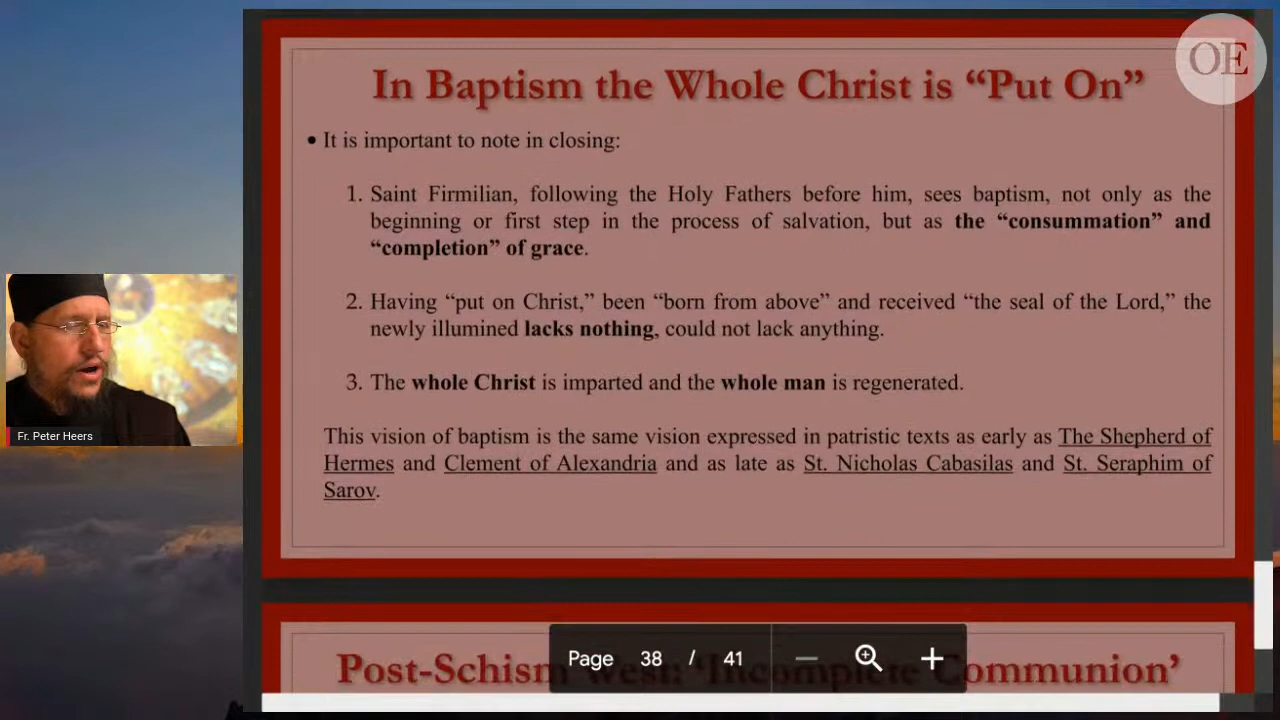 OE
In Baptism the Whole Christ is “Put On”
• It is important to note in closing:
1. Saint Firmilian, following the Holy Fathers before him, sees baptism, not only as the
beginning or first step in the process of salvation, but as the “consummation” and
“completion” of grace.
2. Having “put on Christ,” been “born from above” and received “the seal of the Lord,” the
newly illumined lacks nothing, could not lack anything.
3. The whole Christ is imparted and the whole man is regenerated.
Fr. Peter Heers
This vision of baptism is the same vision expressed in patristic texts as early as The Shepherd of
Hermes and Clement of Alexandria and as late as St. Nicholas Cabasilas and St. Seraphim of
Sarov.
Page 38 / 41
Post-Schism West: ‘Incomplete Communion’